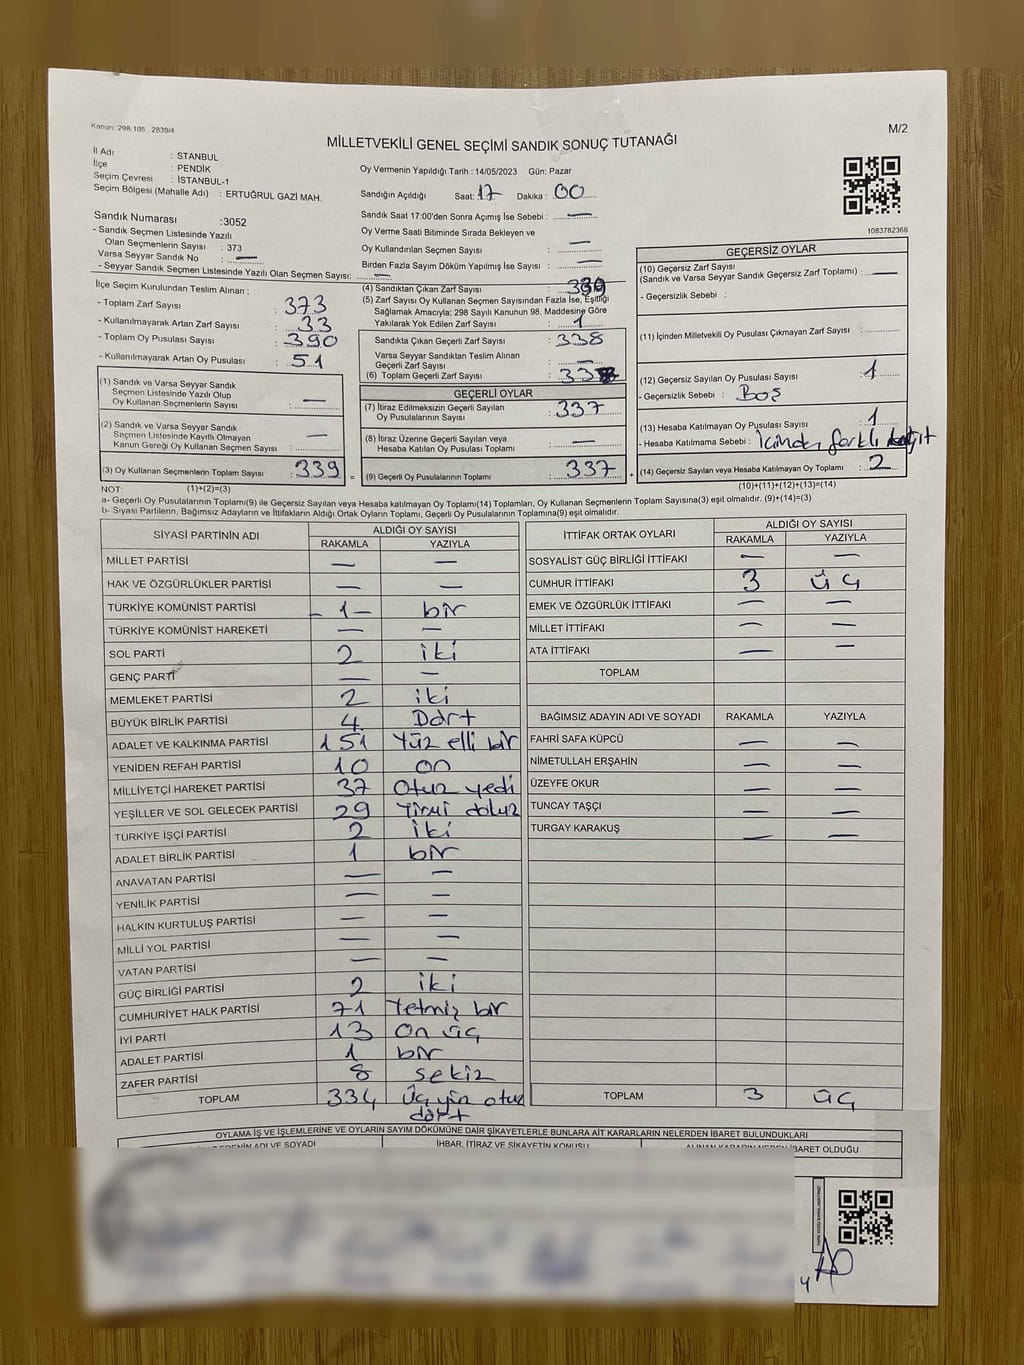 Kanun: 298.105 , 2839/4
M/2
MİLLETVEKİLİ GENEL SEÇİMİ SANDIK SONUÇ TUTANAĞI
İl Adı : STANBUL
İlçe : PENDİK
Seçim Çevresi : İSTANBUL-1
Seçim Bölgesi (Mahalle Adı) : ERTUĞRUL GAZİ MAH.
Oy Vermenin Yapıldığı Tarih : 14/05/2023 Gün: Pazar
Sandığın Açıldığı Saat: 17 Dakika : 00
Sandık Saat 17:00'den Sonra Açımış İse Sebebi : —
Oy Verme Saati Bitiminde Sırada Bekleyen ve
Oy Kullandırılan Seçmen Sayısı : —
Birden Fazla Sayım Döküm Yapılmış İse Sayısı : —
1083782366
Sandık Numarası :3052
- Sandık Seçmen Listesinde Yazılı
Olan Seçmenlerin Sayısı : 373
Varsa Seyyar Sandık No : —
- Seyyar Sandık Seçmen Listesinde Yazılı Olan Seçmen Sayısı: —
İlçe Seçim Kurulundan Teslim Alınan ;
- Toplam Zarf Sayısı : 373
- Kullanılmayarak Artan Zarf Sayısı : 33
- Toplam Oy Pusulası Sayısı : 390
- Kullanılmayarak Artan Oy Pusulası : 51
(1) Sandık ve Varsa Seyyar Sandık
Seçmen Listesinde Yazılı Olup
Oy Kullanan Seçmenlerin Sayısı : —
(2) Sandık ve Varsa Seyyar Sandık
Seçmen Listesinde Kayıtlı Olmayan
Kanun Gereği Oy Kullanan Seçmen Sayısı : —
(3) Oy Kullanan Seçmenlerin Toplam Sayısı : 339 =
(1)+(2)=(3)
(4) Sandıktan Çıkan Zarf Sayısı : 339
(5) Zarf Sayısı Oy Kullanan Seçmen Sayısından Fazla İse, Eşitliği
Sağlamak Amacıyla; 298 Sayılı Kanunun 98. Maddesine Göre
Yakılarak Yok Edilen Zarf Sayısı : 1
Sandıkta Çıkan Geçerli Zarf Sayısı : 338
Varsa Seyyar Sandıktan Teslim Alınan
Geçerli Zarf Sayısı : —
(6) Toplam Geçerli Zarf Sayısı : 338
GEÇERLİ OYLAR
(7) İtiraz Edilmeksizin Geçerli Sayılan
Oy Pusulalarının Sayısı : 337
(8) İtiraz Üzerine Geçerli Sayılan veya
Hesaba Katılan Oy Pusulası Toplamı : —
(9) Geçerli Oy Pusulalarının Toplamı : 337 +
GEÇERSİZ OYLAR
(10) Geçersiz Zarf Sayısı
(Sandık ve Varsa Seyyar Sandık Geçersiz Zarf Toplamı) : —
- Geçersizlik Sebebi :
(11) İçinden Milletvekili Oy Pusulası Çıkmayan Zarf Sayısı :
(12) Geçersiz Sayılan Oy Pusulası Sayısı : 1
- Geçersizlik Sebebi : Boş
(13) Hesaba Katılmayan Oy Pusulası Sayısı : 1
- Hesaba Katılmama Sebebi : İçinden farklı kağıt
(14) Geçersiz Sayılan veya Hesaba Katılmayan Oy Toplamı : 2
(10)+(11)+(12)+(13)=(14)
NOT:
a- Geçerli Oy Pusulalarının Toplamı(9) ile Geçersiz Sayılan veya Hesaba katılmayan Oy Toplamı(14) Toplamları, Oy Kullanan Seçmenlerin Toplam Sayısına(3) eşit olmalıdır. (9)+(14)=(3)
b- Siyasi Partilerin, Bağımsız Adayların ve İttifakların Aldığı Ortak Oyların Toplamı, Geçerli Oy Pusulalarının Toplamına(9) eşit olmalıdır.
SİYASİ PARTİNİN ADI ALDIĞI OY SAYISI
RAKAMLA YAZIYLA
MİLLET PARTİSİ — —
HAK VE ÖZGÜRLÜKLER PARTİSİ — —
TÜRKİYE KOMÜNİST PARTİSİ -1- bir
TÜRKİYE KOMÜNİST HAREKETİ — —
SOL PARTİ 2 iki
GENÇ PARTİ — —
MEMLEKET PARTİSİ 2 iki
BÜYÜK BİRLİK PARTİSİ 4 Dört
ADALET VE KALKINMA PARTİSİ 151 Yüz elli bir
YENİDEN REFAH PARTİSİ 10 on
MİLLİYETÇİ HAREKET PARTİSİ 37 Otuz yedi
YEŞİLLER VE SOL GELECEK PARTİSİ 29 Yirmi dokuz
TÜRKİYE İŞÇİ PARTİSİ 2 iki
ADALET BİRLİK PARTİSİ 1 bir
ANAVATAN PARTİSİ — —
YENİLİK PARTİSİ — —
HALKIN KURTULUŞ PARTİSİ — —
MİLLİ YOL PARTİSİ — —
VATAN PARTİSİ — —
GÜÇ BİRLİĞİ PARTİSİ 2 iki
CUMHURİYET HALK PARTİSİ 71 Yetmiş bir
İYİ PARTİ 13 On üç
ADALET PARTİSİ 1 bir
ZAFER PARTİSİ 8 sekiz
TOPLAM 334 Üç yüz otuz
dört
İTTİFAK ORTAK OYLARI ALDIĞI OY SAYISI
RAKAMLA YAZIYLA
SOSYALİST GÜÇ BİRLİĞİ İTTİFAKI — —
CUMHUR İTTİFAKI 3 üç
EMEK VE ÖZGÜRLÜK İTTİFAKI — —
MİLLET İTTİFAKI — —
ATA İTTİFAKI — —
TOPLAM
BAĞIMSIZ ADAYIN ADI VE SOYADI RAKAMLA YAZIYLA
FAHRİ SAFA KÜPCÜ — —
NİMETULLAH ERŞAHİN — —
ÜZEYFE OKUR — —
TUNCAY TAŞÇI — —
TURGAY KARAKUŞ — —
TOPLAM 3 üç
OYLAMA İŞ VE İŞLEMLERİNE VE OYLARIN SAYIM DÖKÜMÜNE DAİR ŞİKAYETLERLE BUNLARA AİT KARARLARIN NELERDEN İBARET BULUNDUKLARI
EDENİN ADI VE SOYADI İHBAR, İTİRAZ VE ŞİKAYETİN KONUSU ALINAN KARARIN NEDEN İBARET OLDUĞU